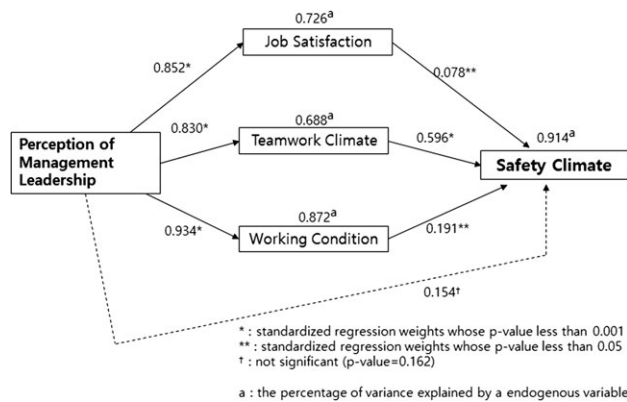 0.726a
Job Satisfaction
0.852*
0.078**
0.688a
0.914a
0.830*
Teamwork Climate
0.596*
Perception of
Management
Leadership
Safety Climate
0.872a
0.934*
Working Condition
0.191**
0.154†
* : standardized regression weights whose p-value less than 0.001
** : standardized regression weights whose p-value less than 0.05
† : not significant (p-value=0.162)
a : the percentage of variance explained by a endogenous variable